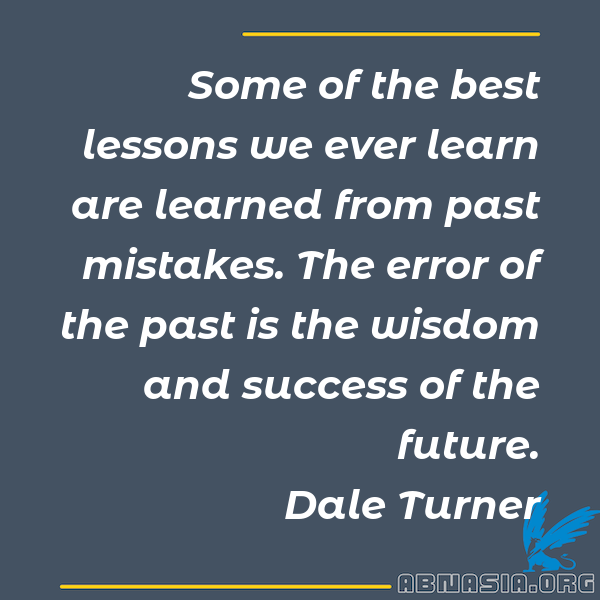 Some of the best
lessons we ever learn
are learned from past
mistakes. The error of
the past is the wisdom
and success of the
future.
Dale Turner
ABNASIA.ORG